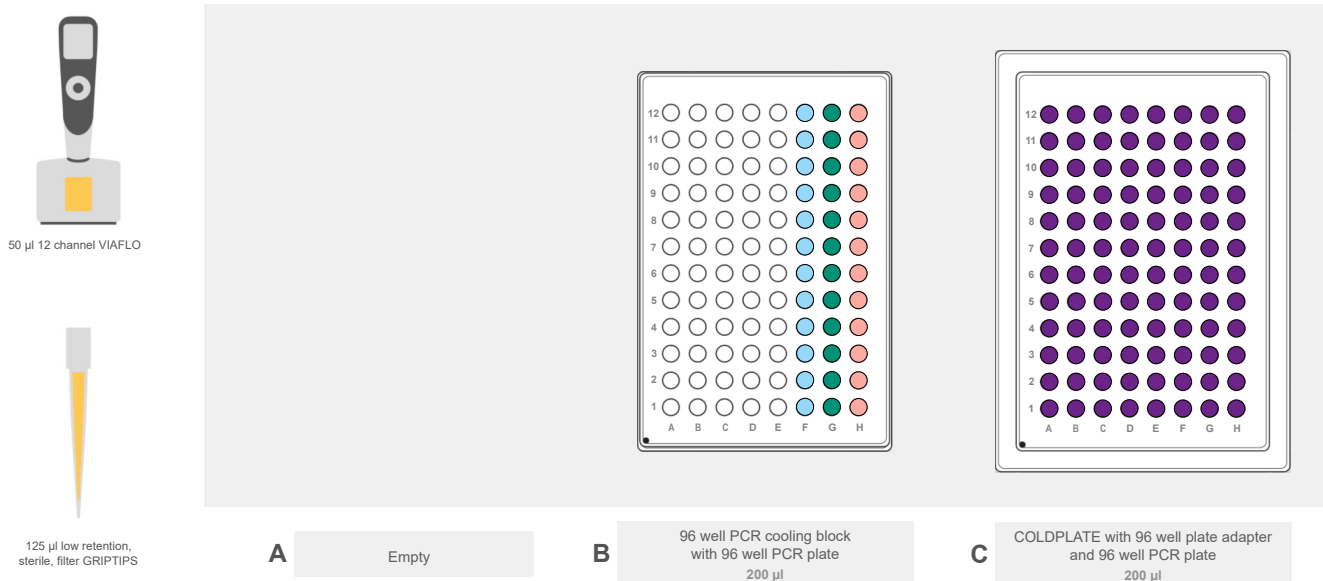 50 µl 12 channel VIAFLO
125 µl low retention,
sterile, filter GRIPTIPS
12
11
10
9
8
7
6
5
4
3
2
1
A B C D E F G H
12
11
10
9
8
7
6
5
4
3
2
1
A B C D E F G H
A
Empty
B
96 well PCR cooling block
with 96 well PCR plate
200 µl
C
COLDPLATE with 96 well plate adapter
and 96 well PCR plate
200 µl